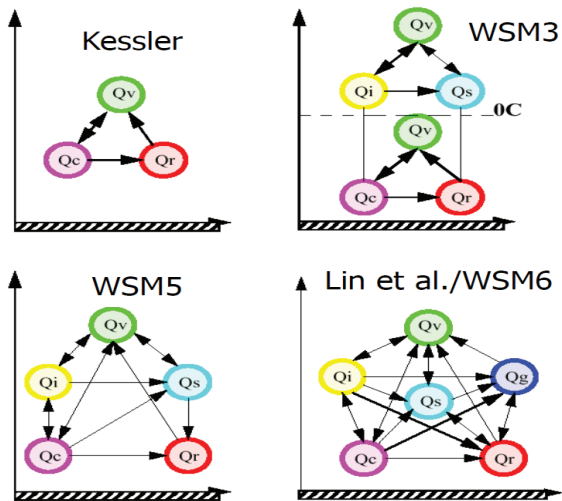 Kessler
Qv
Qc
Qr
WSM3
Qv
Qi
Qs
0C
Qv
Qc
Qr
WSM5
Qv
Qi
Qs
Qc
Qr
Lin et al./WSM6
Qv
Qi
Qg
Qs
Qc
Qr